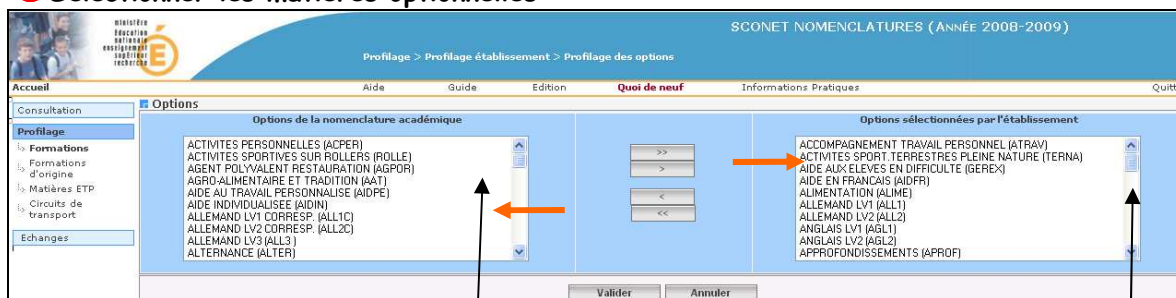 Sélectionner les matières optionnelles
ministère
éducation
nationale
enseignement
supérieur
recherche
É
SCONET NOMENCLATURES (ANNÉE 2008-2009)
Profilage > Profilage établissement > Profilage des options
Accueil Aide Guide Edition Quoi de neuf Informations Pratiques Quitt
Consultation
Profilage
Formations
Formations
d'origine
Matières ETP
Circuits de
transport
Echanges
Options
Options de la nomenclature académique
ACTIVITES PERSONNELLES (ACPER)
ACTIVITES SPORTIVES SUR ROLLERS (ROLLE)
AGENT POLYVALENT RESTAURATION (AGPOR)
AGRO-ALIMENTAIRE ET TRADITION (AAT)
AIDE AU TRAVAIL PERSONNALISE (AIDPE)
AIDE INDIVIDUALISEE (AIDIN)
ALLEMAND LV1 CORRESP. (ALL1C)
ALLEMAND LV2 CORRESP. (ALL2C)
ALLEMAND LV3 (ALL3 )
ALTERNANCE (ALTER)
>>
>
<
<<
Options sélectionnées par l'établissement
ACCOMPAGNEMENT TRAVAIL PERSONNEL (ATRAV)
ACTIVITES SPORT.TERRESTRES PLEINE NATURE (TERNA)
AIDE AUX ELEVES EN DIFFICULTE (GEREX)
AIDE EN FRANCAIS (AIDFR)
ALIMENTATION (ALIME)
ALLEMAND LV1 (ALL1)
ALLEMAND LV2 (ALL2)
ANGLAIS LV1 (AGL1)
ANGLAIS LV2 (AGL2)
APPROFONDISSEMENTS (APROF)
Valider Annuler